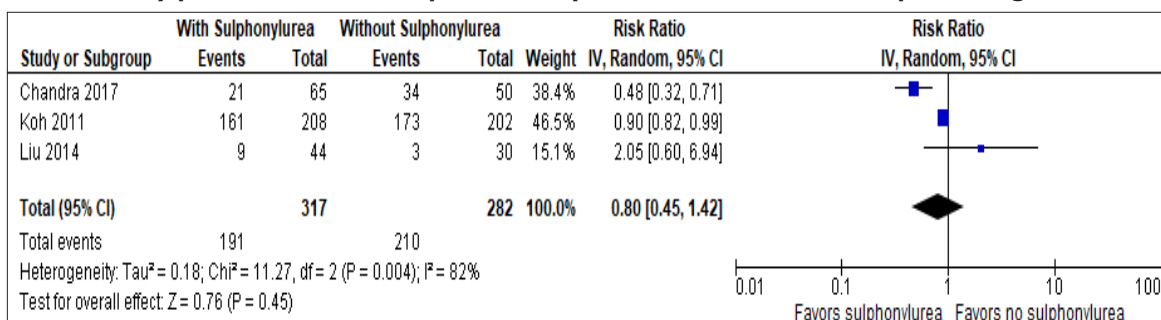 With Sulphonylurea Without Sulphonylurea Risk Ratio Risk Ratio
Study or Subgroup Events Total Events Total Weight IV, Random, 95% CI IV, Random, 95% CI
Chandra 2017 21 65 34 50 38.4% 0.48 [0.32, 0.71]
Koh 2011 161 208 173 202 46.5% 0.90 [0.82, 0.99]
Liu 2014 9 44 3 30 15.1% 2.05 [0.60, 6.94]
Total (95% CI) 317 282 100.0% 0.80 [0.45, 1.42]
Total events 191 210
Heterogeneity: Tau² = 0.18; Chi² = 11.27, df = 2 (P = 0.004); I² = 82%
Test for overall effect: Z = 0.76 (P = 0.45)
0.01 0.1 1 10 100
Favors sulphonylurea Favors no sulphonylurea